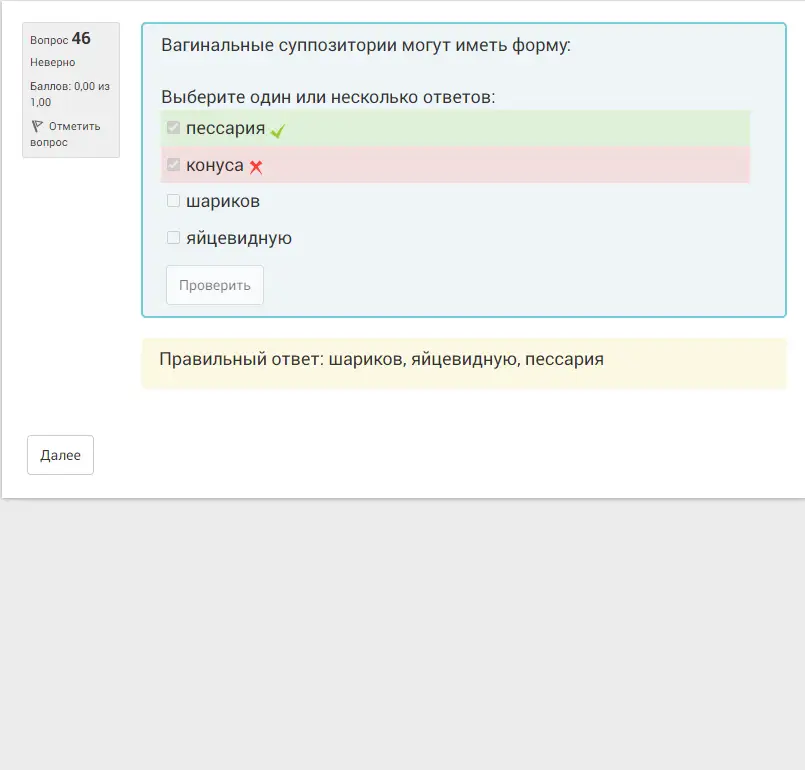 Вопрос 46
Неверно
Баллов: 0,00 из
1,00
Отметить
вопрос
Вагинальные суппозитории могут иметь форму:
Выберите один или несколько ответов:
пессария
конуса
шариков
яйцевидную
Проверить
Правильный ответ: шариков, яйцевидную, пессария
Далее